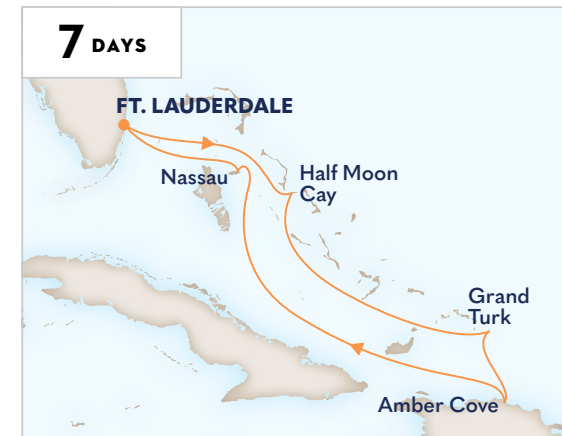 7 DAYS
FT. LAUDERDALE
Nassau
Half Moon
Cay
Grand
Turk
Amber Cove